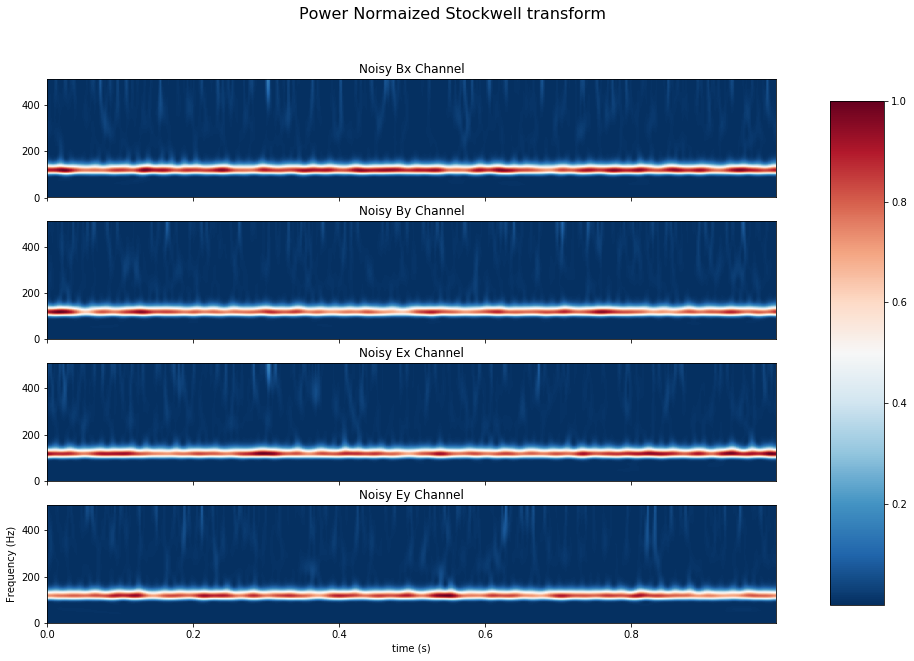 Power Normaized Stockwell transform
Noisy Bx Channel
400
200
0
Noisy By Channel
400
200
0
Noisy Ex Channel
400
200
0
Noisy Ey Channel
400
200
0
Frequency (Hz)
0.0 0.2 0.4 0.6 0.8
time (s)
1.0
0.8
0.6
0.4
0.2